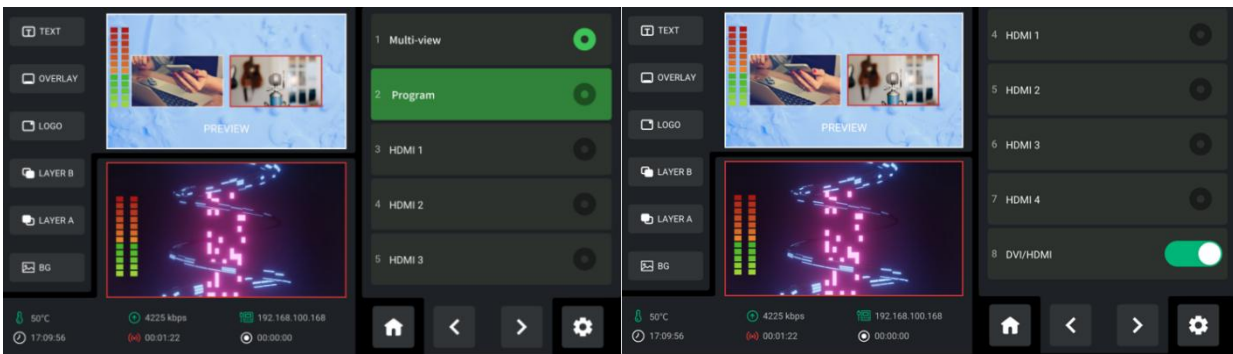 TEXT
OVERLAY
LOGO
LAYER B
LAYER A
BG
PREVIEW
1 Multi-view
2 Program
3 HDMI 1
4 HDMI 2
5 HDMI 3
50°C
4225 kbps
192.168.100.168
17:09:56
00:01:22
00:00:00
TEXT
OVERLAY
LOGO
LAYER B
LAYER A
BG
PREVIEW
4 HDMI 1
5 HDMI 2
6 HDMI 3
7 HDMI 4
8 DVI/HDMI
50°C
4225 kbps
192.168.100.168
17:09:56
00:01:22
00:00:00